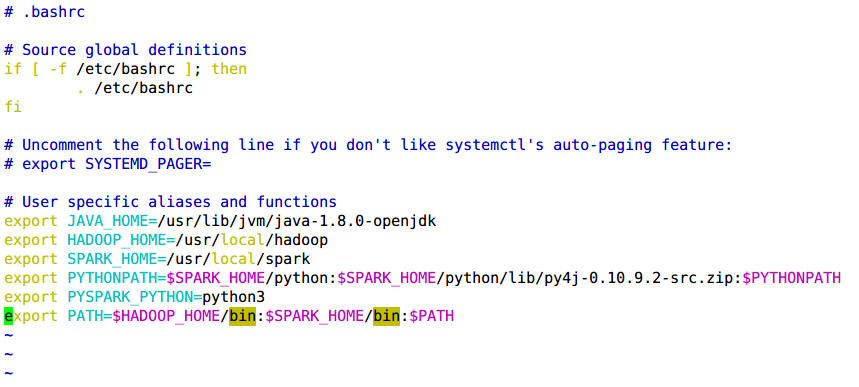 # .bashrc
# Source global definitions
if [ -f /etc/bashrc ]; then
. /etc/bashrc
fi
# Uncomment the following line if you don't like systemctl's auto-paging feature:
# export SYSTEMD_PAGER=
# User specific aliases and functions
export JAVA_HOME=/usr/lib/jvm/java-1.8.0-openjdk
export HADOOP_HOME=/usr/local/hadoop
export SPARK_HOME=/usr/local/spark
export PYTHONPATH=$SPARK_HOME/python:$SPARK_HOME/python/lib/py4j-0.10.9.2-src.zip:$PYTHONPATH
export PYSPARK_PYTHON=python3
export PATH=$HADOOP_HOME/bin:$SPARK_HOME/bin:$PATH
~
~
~